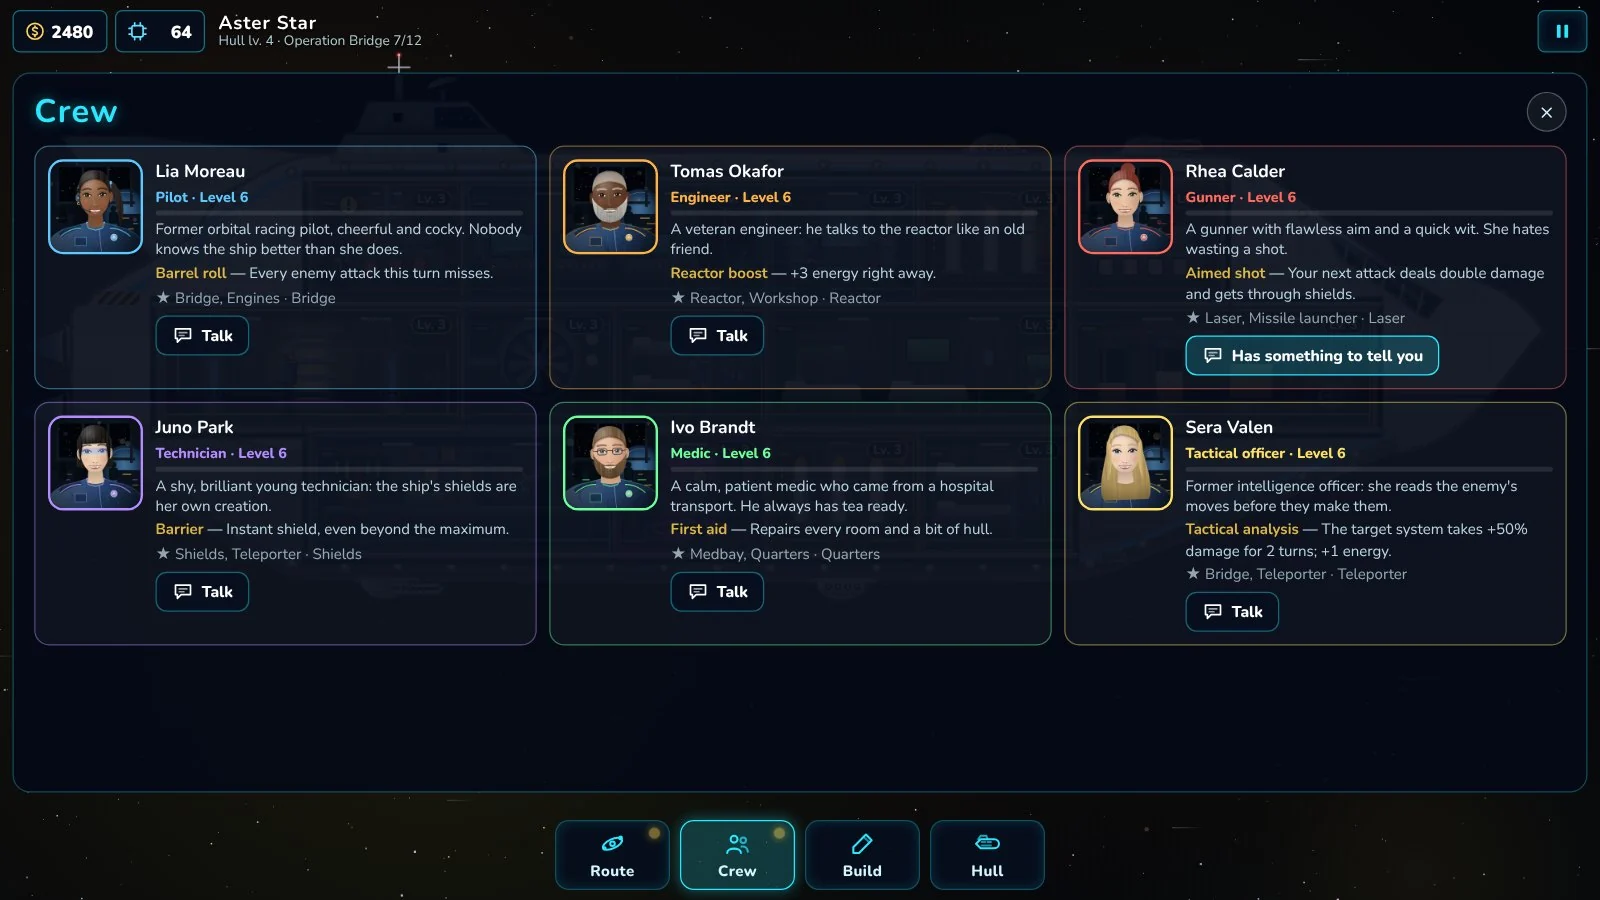 2480
64
Aster Star
Hull lv. 4 · Operation Bridge 7/12
Crew
Lia Moreau
Pilot · Level 6
Former orbital racing pilot, cheerful and cocky. Nobody
knows the ship better than she does.
Barrel roll — Every enemy attack this turn misses.
★ Bridge, Engines · Bridge
Talk
Tomas Okafor
Engineer · Level 6
A veteran engineer: he talks to the reactor like an old
friend.
Reactor boost — +3 energy right away.
★ Reactor, Workshop · Reactor
Talk
Rhea Calder
Gunner · Level 6
A gunner with flawless aim and a quick wit. She hates
wasting a shot.
Aimed shot — Your next attack deals double damage
and gets through shields.
★ Laser, Missile launcher · Laser
Has something to tell you
Juno Park
Technician · Level 6
A shy, brilliant young technician: the ship's shields are
her own creation.
Barrier — Instant shield, even beyond the maximum.
★ Shields, Teleporter · Shields
Talk
Ivo Brandt
Medic · Level 6
A calm, patient medic who came from a hospital
transport. He always has tea ready.
First aid — Repairs every room and a bit of hull.
★ Medbay, Quarters · Quarters
Talk
Sera Valen
Tactical officer · Level 6
Former intelligence officer: she reads the enemy's
moves before they make them.
Tactical analysis — The target system takes +50%
damage for 2 turns; +1 energy.
★ Bridge, Teleporter · Teleporter
Talk
Route
Crew
Build
Hull